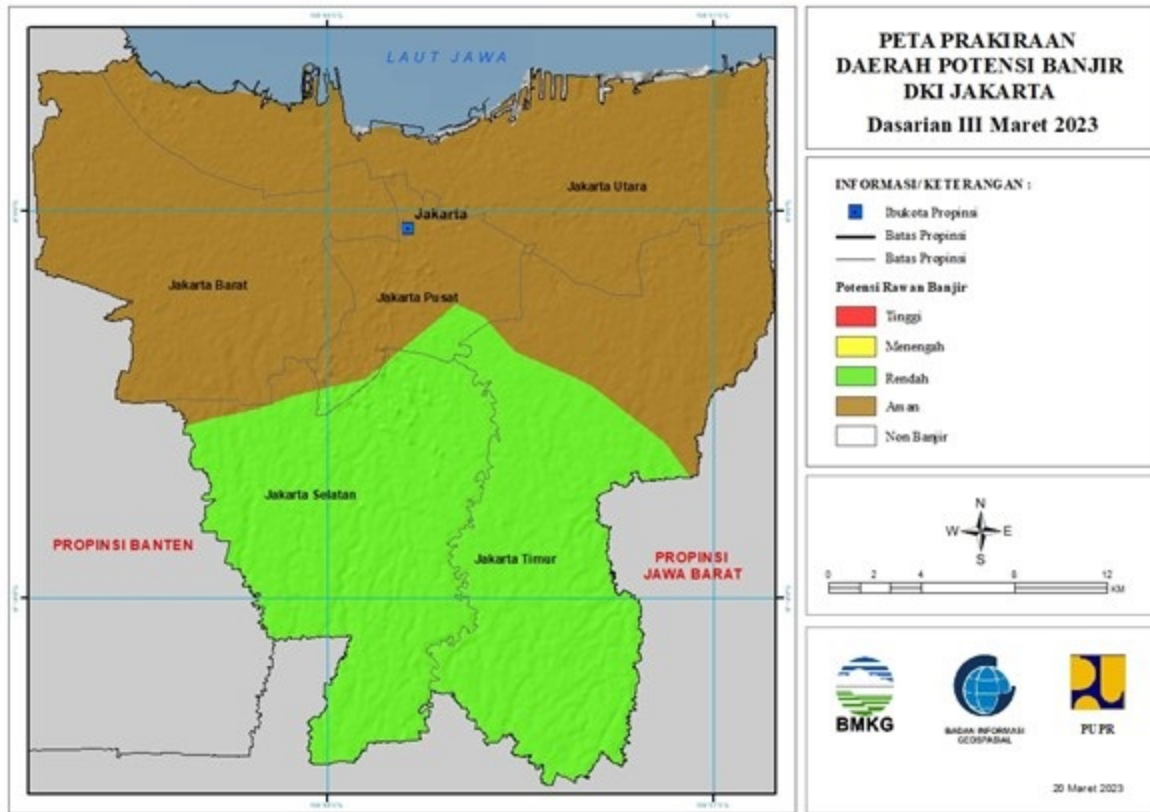 LAUT JAWA
Jakarta Utara
Jakarta
Jakarta Barat
Jakarta Pusat
Jakarta Selatan
PROPINSI BANTEN
Jakarta Timur
PROPINSI
JAWA BARAT
PETA PRAKIRAAN
DAERAH POTENSI BANJIR
DKI JAKARTA
Dasarian III Maret 2023
INFORMASI/KETERANGAN :
Ibukota Propinsi
Batas Propinsi
Batas Propinsi
Potensi Rawan Banjir
Tinggi
Menengah
Rendah
Aman
Non Banjir
N
W E
S
0 2 4 8 12
KM
BMKG
BADAN INFORMASI
GEOSPASIAL
PUPR
20 Maret 2023